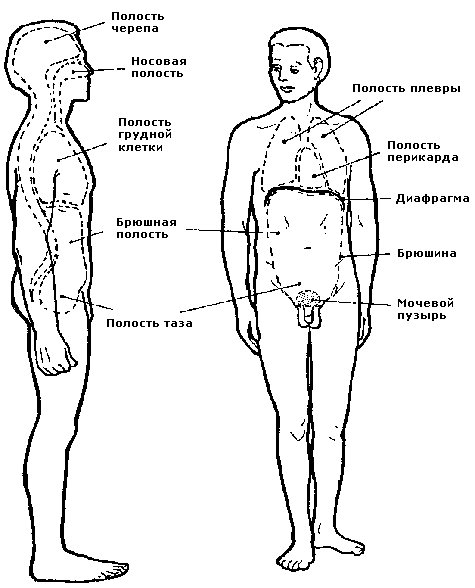 Полость
черепа
Носовая
полость
Полость
грудной
клетки
Брюшная
полость
Полость таза
Полость плевры
Полость
перикарда
Диафрагма
Брюшина
Мочевой
пузырь